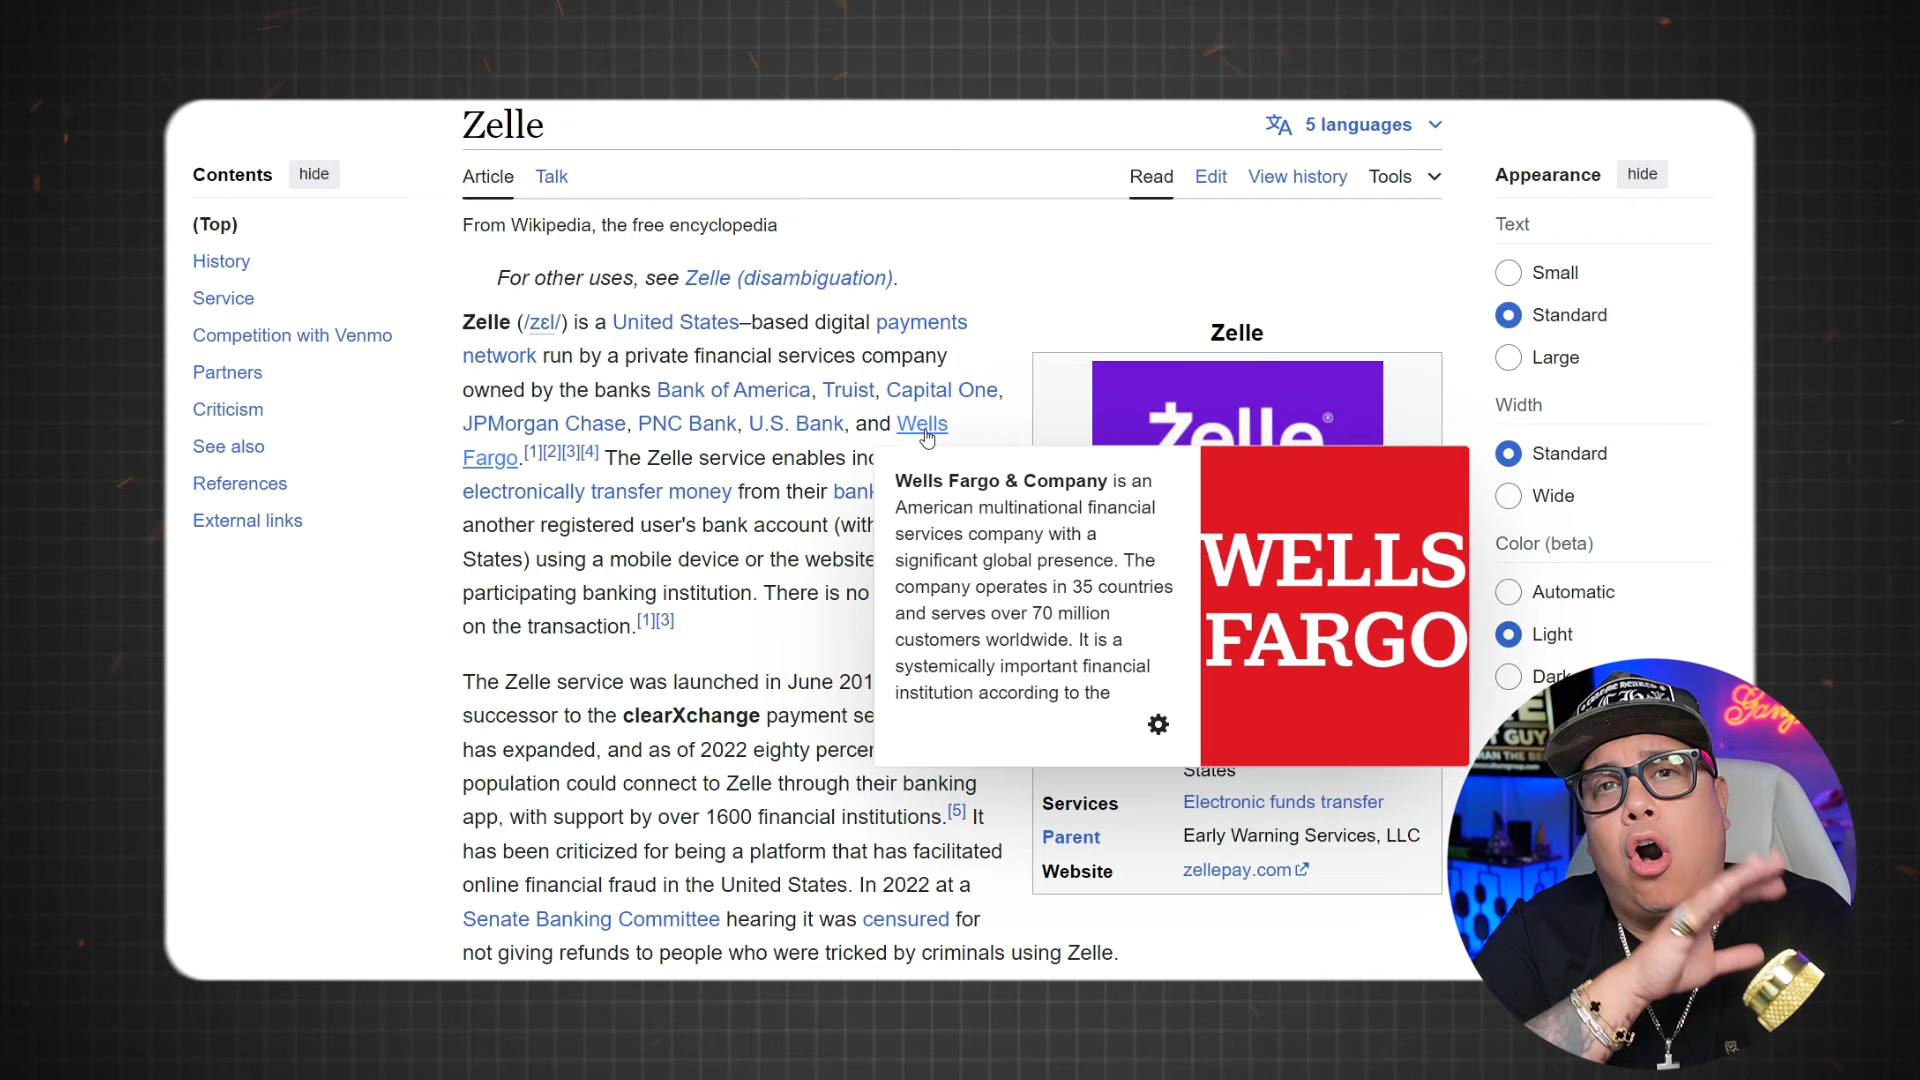 Zelle
5 languages
Contents hide
Article Talk
Read Edit View history Tools
Appearance hide
(Top)
History
Service
Competition with Venmo
Partners
Criticism
See also
References
External links
From Wikipedia, the free encyclopedia
For other uses, see Zelle (disambiguation).
Zelle (/zɛl/) is a United States–based digital payments
network run by a private financial services company
owned by the banks Bank of America, Truist, Capital One,
JPMorgan Chase, PNC Bank, U.S. Bank, and Wells
Fargo.[1][2][3][4] The Zelle service enables
electronically transfer money from their bank
another registered user's bank account
States) using a mobile device or the website
participating banking institution. There is no
on the transaction.[1][3]
The Zelle service was launched in June
successor to the clearXchange payment
has expanded, and as of 2022 eighty
population could connect to Zelle through their banking
app, with support by over 1600 financial institutions.[5] It
has been criticized for being a platform that has facilitated
online financial fraud in the United States. In 2022 at a
Senate Banking Committee hearing it was censured for
not giving refunds to people who were tricked by criminals using Zelle.
Zelle
Zelle®
Wells Fargo & Company is an
American multinational financial
services company with a
significant global presence. The
company operates in 35 countries
and serves over 70 million
customers worldwide. It is a
systemically important financial
institution according to the
WELLS
FARGO
States
Services Electronic funds transfer
Parent Early Warning Services, LLC
Website zellepay.com
Text
Small
Standard
Large
Width
Standard
Wide
Color (beta)
Automatic
Light
Dark
GUY